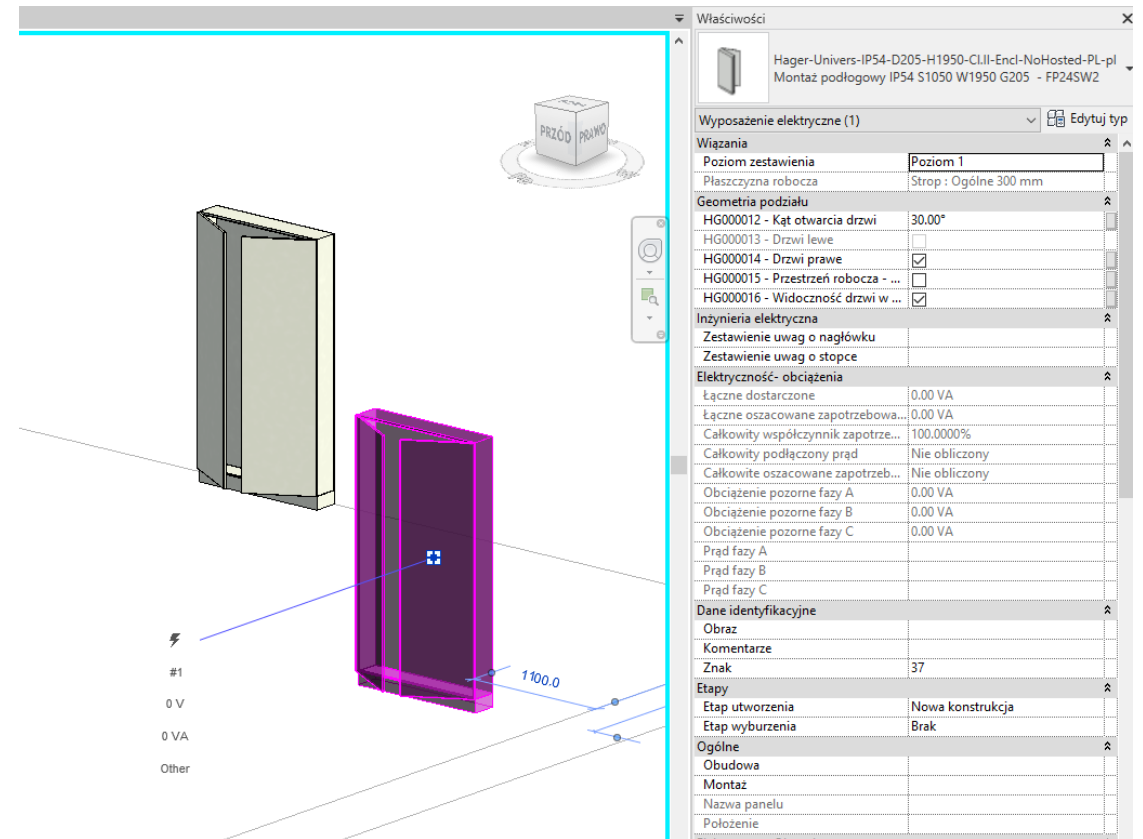 Właściwości
Hager-Univers-IP54-D205-H1950-Cl.II-Encl-NoHosted-PL-pl
Montaż podłogowy IP54 S1050 W1950 G205 - FP24SW2
Wyposażenie elektryczne (1)
Edytuj typ
Wiązania
Poziom zestawienia Poziom 1
Płaszczyzna robocza Strop : Ogólne 300 mm
Geometria podziału
HG000012 - Kąt otwarcia drzwi 30.00°
HG000013 - Drzwi lewe
HG000014 - Drzwi prawe
HG000015 - Przestrzeń robocza - ...
HG000016 - Widoczność drzwi w ...
Inżynieria elektryczna
Zestawienie uwag o nagłówku
Zestawienie uwag o stopce
Elektryczność- obciążenia
Łączne dostarczone 0.00 VA
Łączne oszacowane zapotrzebowa... 0.00 VA
Całkowity współczynnik zapotrze... 100.0000%
Całkowity podłączony prąd Nie obliczony
Całkowite oszacowane zapotrzeb... Nie obliczony
Obciążenie pozorne fazy A 0.00 VA
Obciążenie pozorne fazy B 0.00 VA
Obciążenie pozorne fazy C 0.00 VA
Prąd fazy A
Prąd fazy B
Prąd fazy C
Dane identyfikacyjne
Obraz
Komentarze
Znak 37
Etapy
Etap utworzenia Nowa konstrukcja
Etap wyburzenia Brak
Ogólne
Obudowa
Montaż
Nazwa panelu
Położenie
PRZÓD PRAWO
1100.0
#1
0 V
0 VA
Other